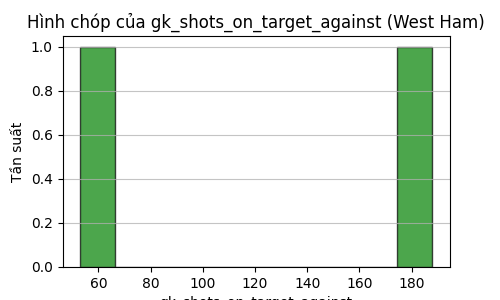 Hình chóp của gk_shots_on_target_against (West Ham)
1.0
0.8
0.6
0.4
0.2
0.0
Tần suất
60 80 100 120 140 160 180
gk_shots_on_target_against